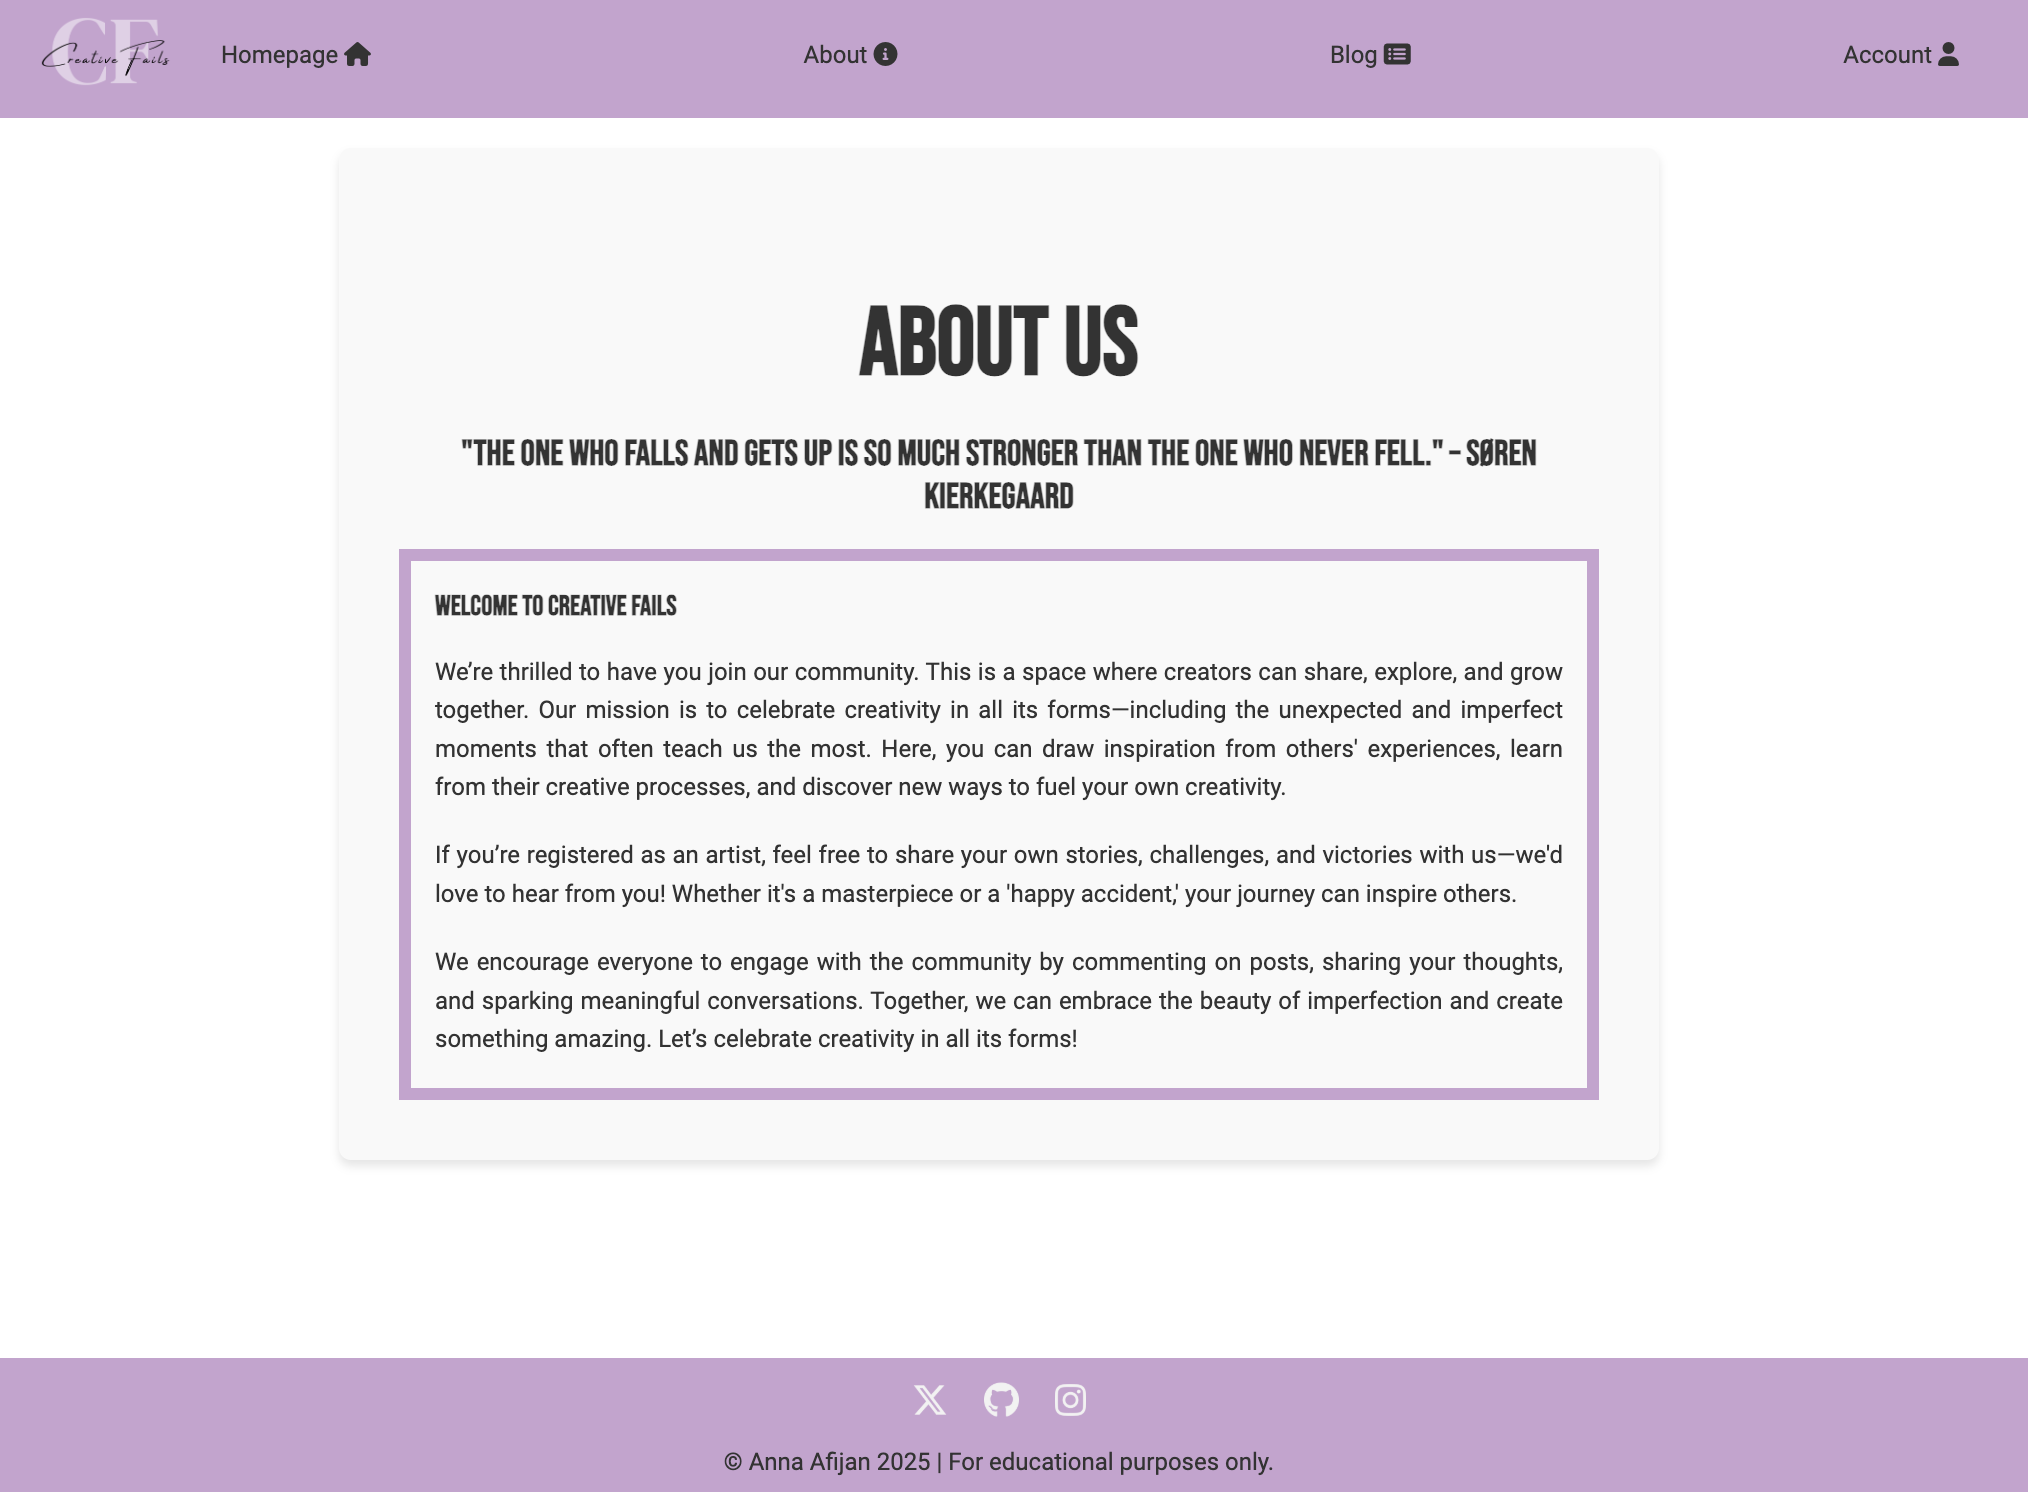 CF
Creative Fails
Homepage
About
Blog
Account
ABOUT US
"THE ONE WHO FALLS AND GETS UP IS SO MUCH STRONGER THAN THE ONE WHO NEVER FELL." – SØREN
KIERKEGAARD
WELCOME TO CREATIVE FAILS
We’re thrilled to have you join our community. This is a space where creators can share, explore, and grow
together. Our mission is to celebrate creativity in all its forms—including the unexpected and imperfect
moments that often teach us the most. Here, you can draw inspiration from others' experiences, learn
from their creative processes, and discover new ways to fuel your own creativity.
If you’re registered as an artist, feel free to share your own stories, challenges, and victories with us—we'd
love to hear from you! Whether it's a masterpiece or a 'happy accident,' your journey can inspire others.
We encourage everyone to engage with the community by commenting on posts, sharing your thoughts,
and sparking meaningful conversations. Together, we can embrace the beauty of imperfection and create
something amazing. Let’s celebrate creativity in all its forms!
© Anna Afijan 2025 | For educational purposes only.